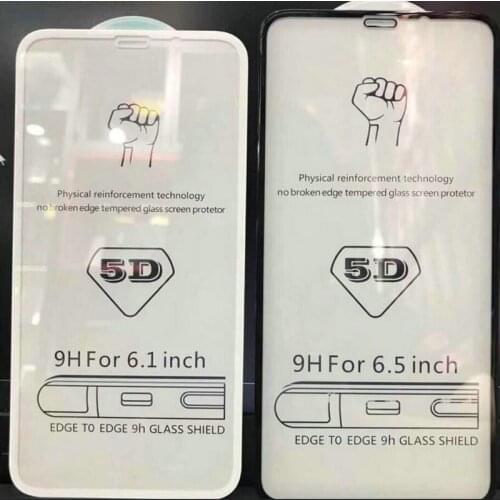 Physical reinforcement technology
no broken edge tempered glass screen protetor
5D
9H For 6.1 inch
EDGE TO EDGE 9h GLASS SHIELD
Physical reinforcement technology
no broken edge tempered glass screen protetor
5D
9H For 6.5 inch
EDGE TO EDGE 9h GLASS SHIELD